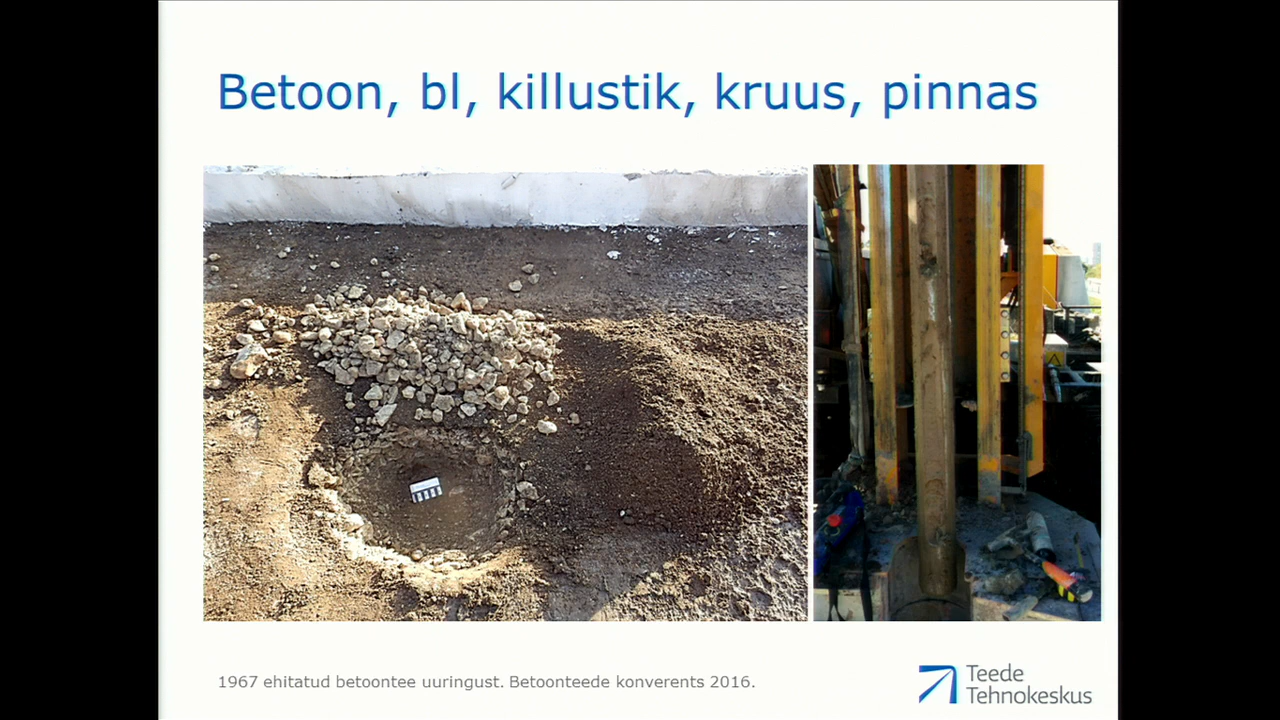 Betoon, bl, killustik, kruus, pinnas
1967 ehitatud betoontee uuringust. Betoonteede konverents 2016.
Teede
Tehnokeskus